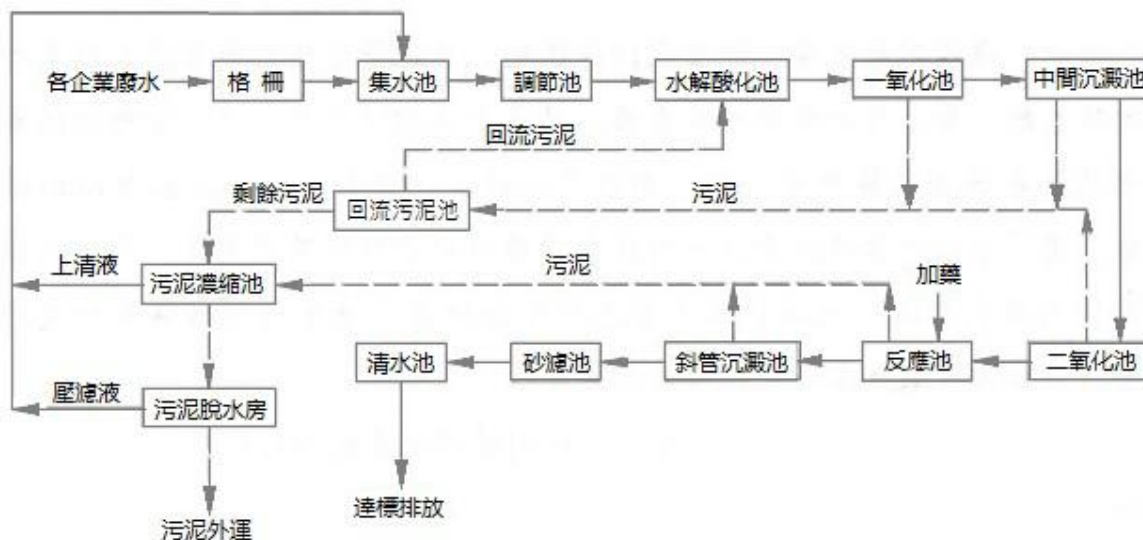 各企業廢水
格 柵
集水池
調節池
水解酸化池
一氧化池
中間沉澱池
回流污泥
剩餘污泥
回流污泥池
污泥
上清液
污泥濃缩池
污泥
加藥
清水池
砂濾池
斜管沉澱池
反應池
二氧化池
壓濾液
污泥脫水房
達標排放
污泥外運